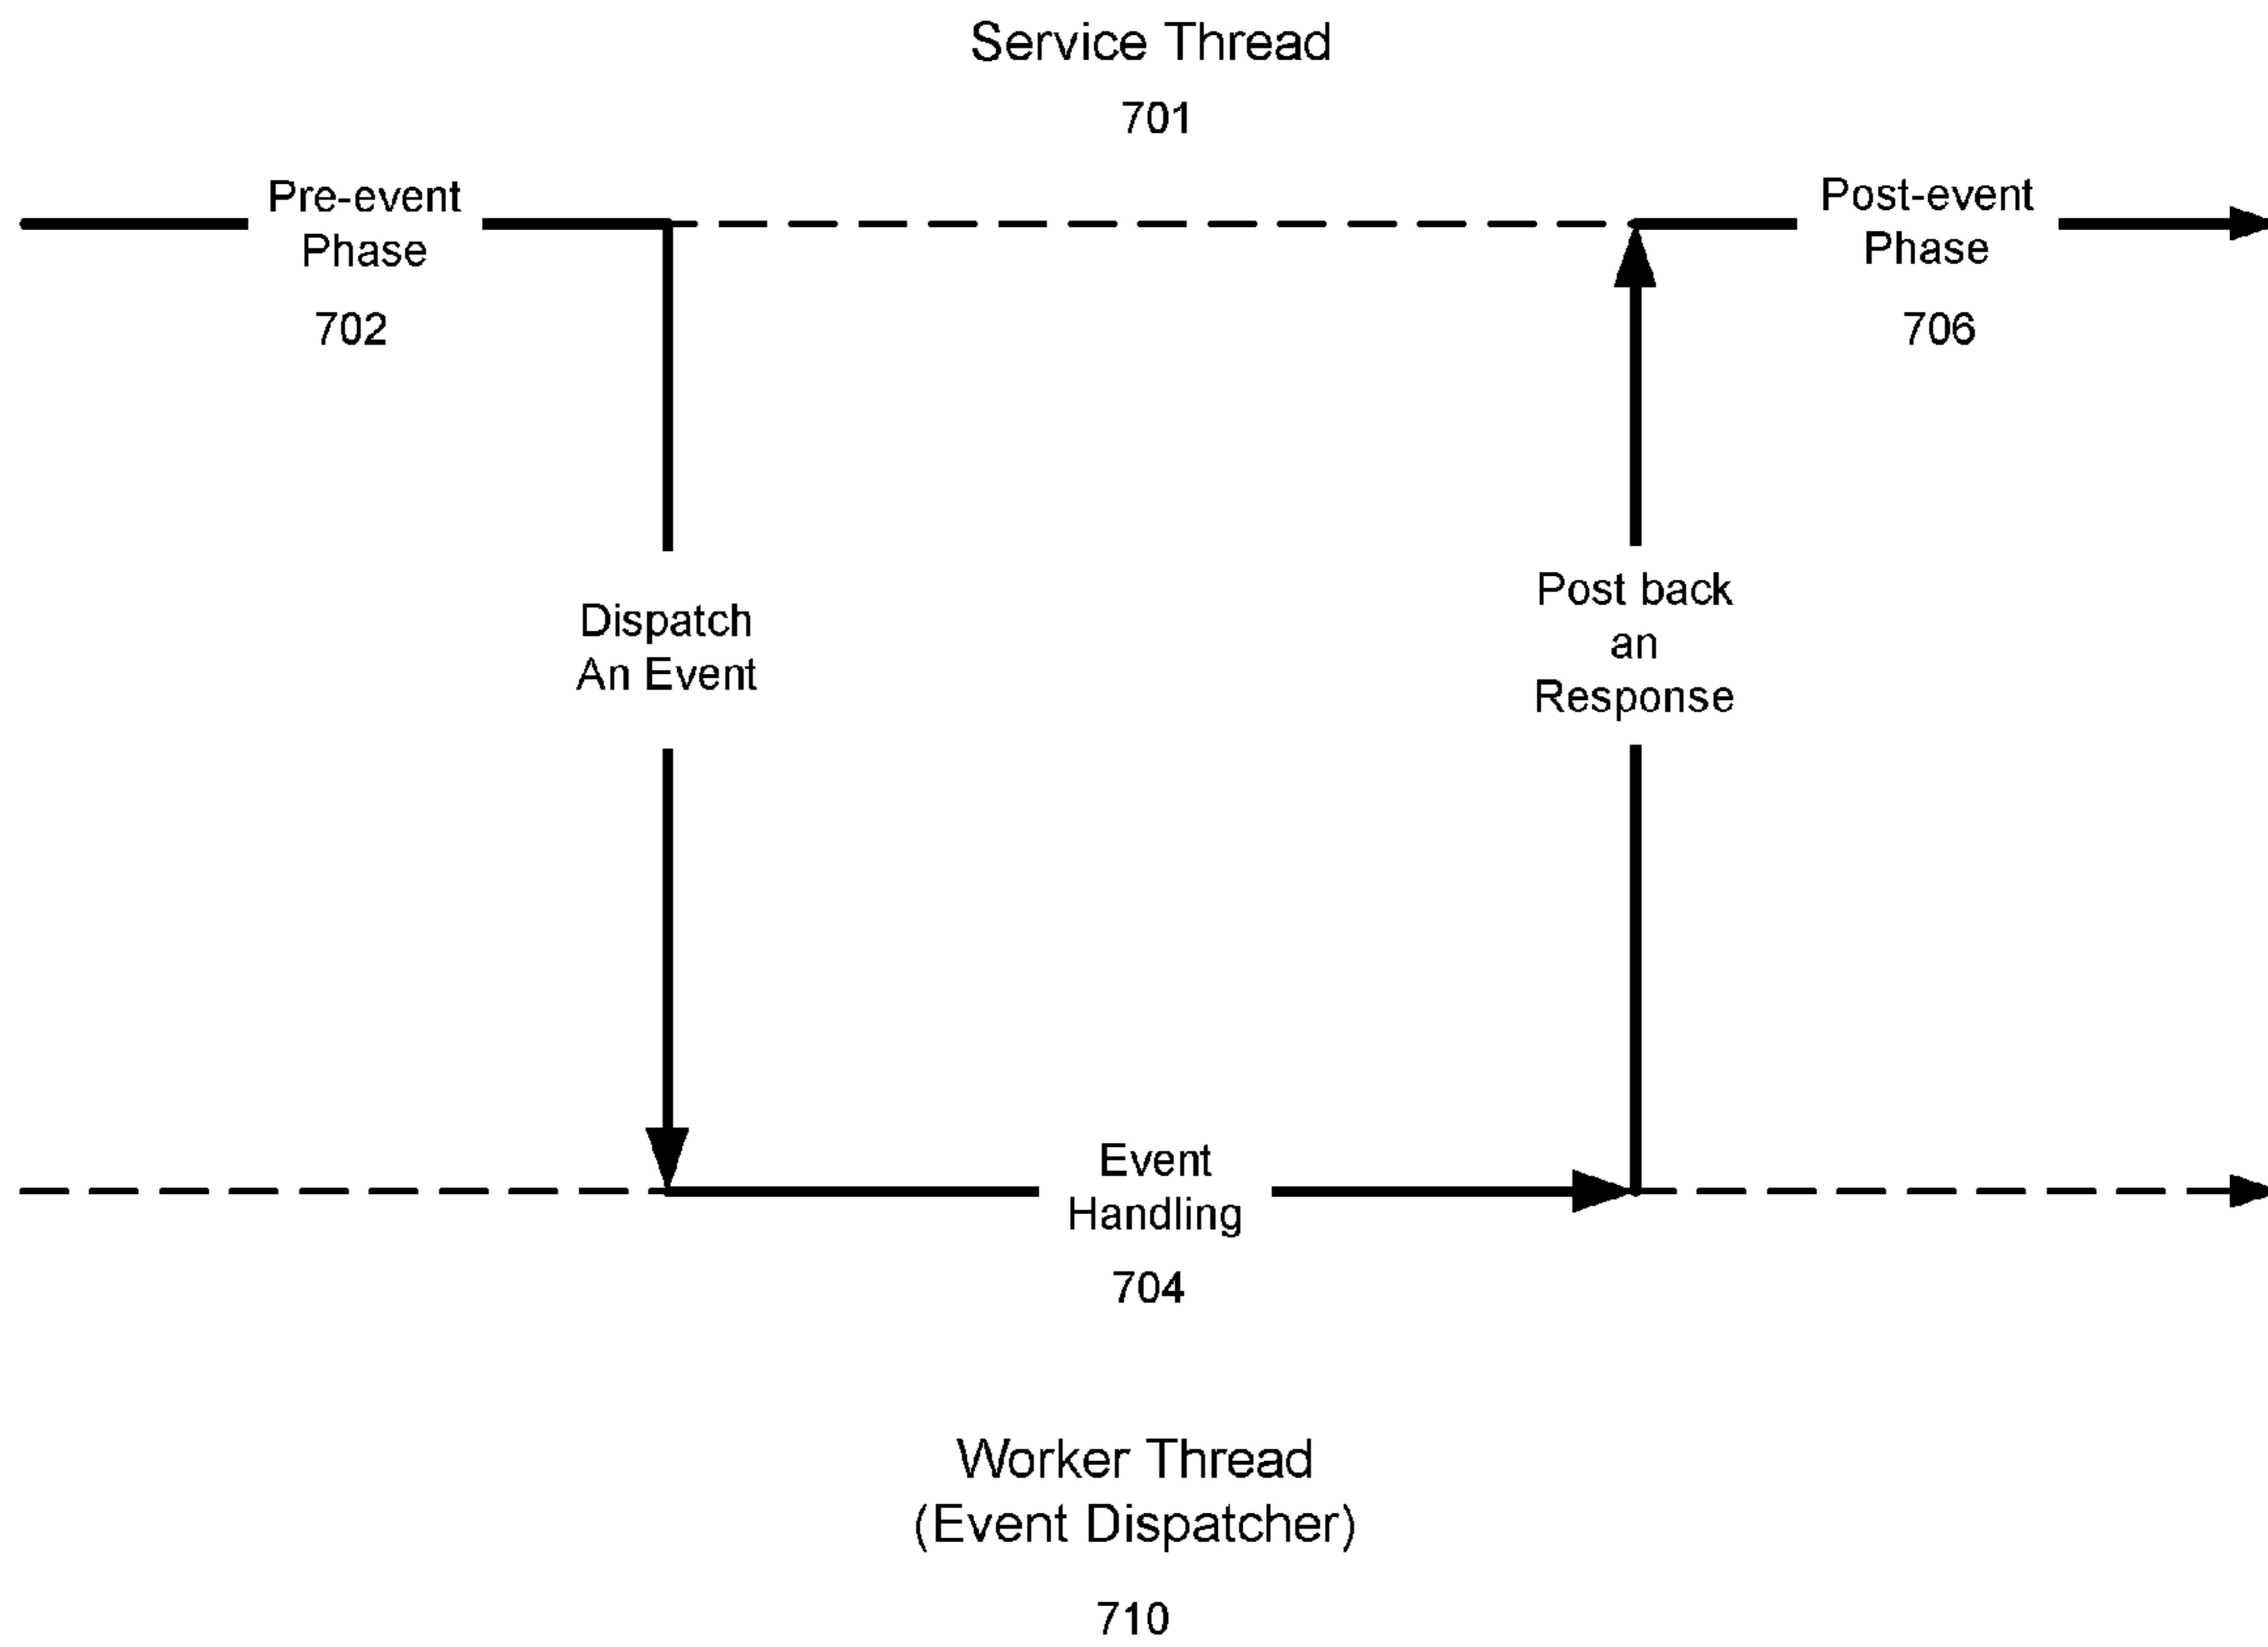 Service Thread
701
Pre-event
Phase
702
Post-event
Phase
706
Dispatch
An Event
Post back
an
Response
Event
Handling
704
Worker Thread
(Event Dispatcher)
710